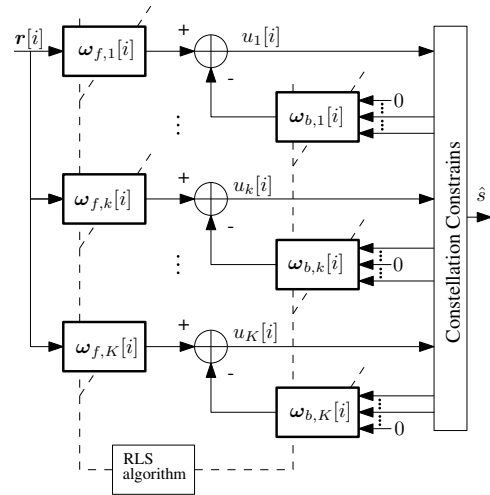 r[i]
ω_{f,1}[i]
+
u_1[i]
-
ω_{b,1}[i]
0
ω_{f,k}[i]
+
u_k[i]
-
ω_{b,k}[i]
0
ω_{f,K}[i]
+
u_K[i]
-
ω_{b,K}[i]
0
Constellation Constrains
ŝ
RLS
algorithm